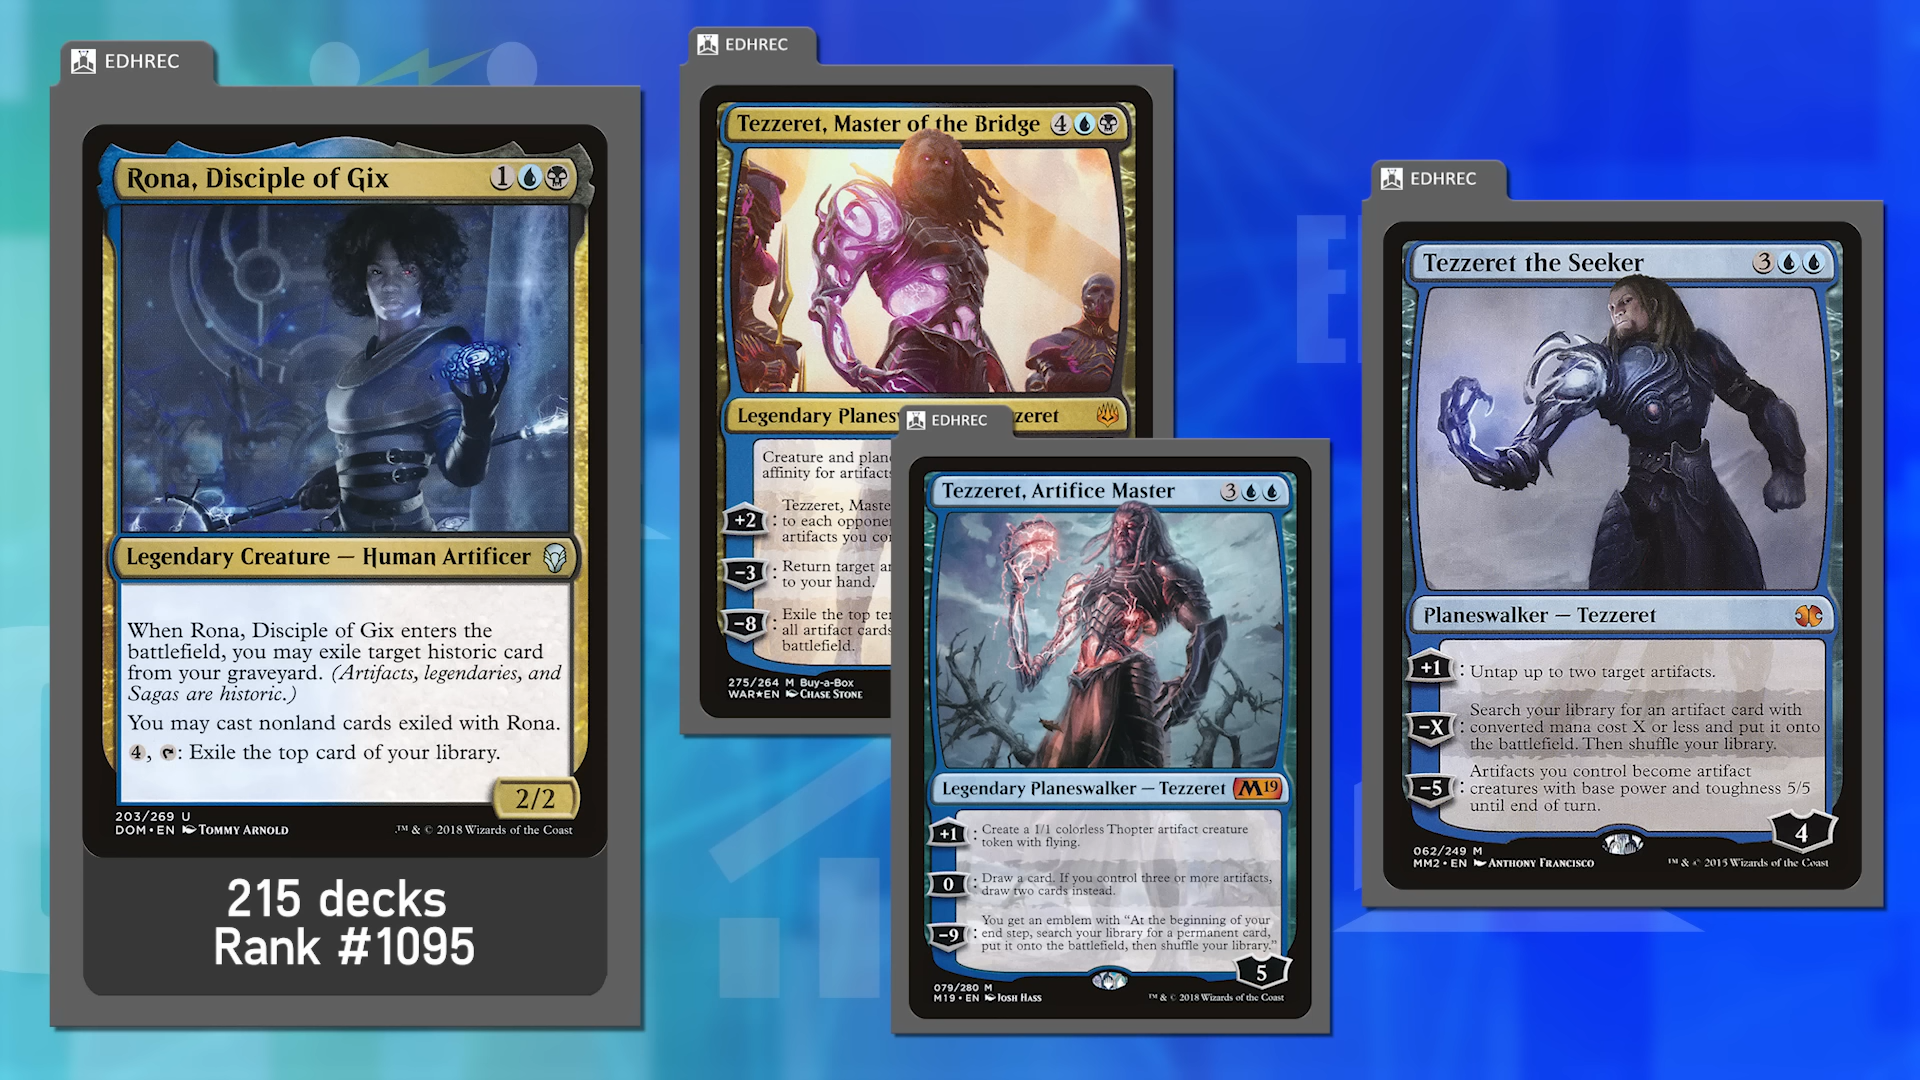 EDHREC
Rona, Disciple of Gix 1
Legendary Creature — Human Artificer
When Rona, Disciple of Gix enters the
battlefield, you may exile target historic card
from your graveyard. (Artifacts, legendaries, and
Sagas are historic.)
You may cast nonland cards exiled with Rona.
4, : Exile the top card of your library.
2/2
203/269 U
DOM • EN TOMMY ARNOLD
™ & © 2018 Wizards of the Coast
215 decks
Rank #1095
EDHREC
Tezzeret, Master of the Bridge 4
Legendary Planes
zeret
Creature and plane
affinity for artifacts
+2 : Tezzeret, Maste
to each opponen
artifacts you co
−3 : Return target ar
to your hand.
−8 : Exile the top te
all artifact cards
battlefield.
275/264 M Buy-a-Box
WAR★EN CHASE STONE
EDHREC
Tezzeret, Artifice Master 3
Legendary Planeswalker — Tezzeret M19
+1 : Create a 1/1 colorless Thopter artifact creature
token with flying.
0 : Draw a card. If you control three or more artifacts,
draw two cards instead.
−9 : You get an emblem with “At the beginning of your
end step, search your library for a permanent card,
put it onto the battlefield, then shuffle your library.”
5
079/280 M
M19 • EN JOSH HASS
™ & © 2018 Wizards of the Coast
EDHREC
Tezzeret the Seeker 3
Planeswalker — Tezzeret
+1 : Untap up to two target artifacts.
−X : Search your library for an artifact card with
converted mana cost X or less and put it onto
the battlefield. Then shuffle your library.
−5 : Artifacts you control become artifact
creatures with base power and toughness 5/5
until end of turn.
4
062/249 M
MM2 • EN ANTHONY FRANCISCO
™ & © 2015 Wizards of the Coast